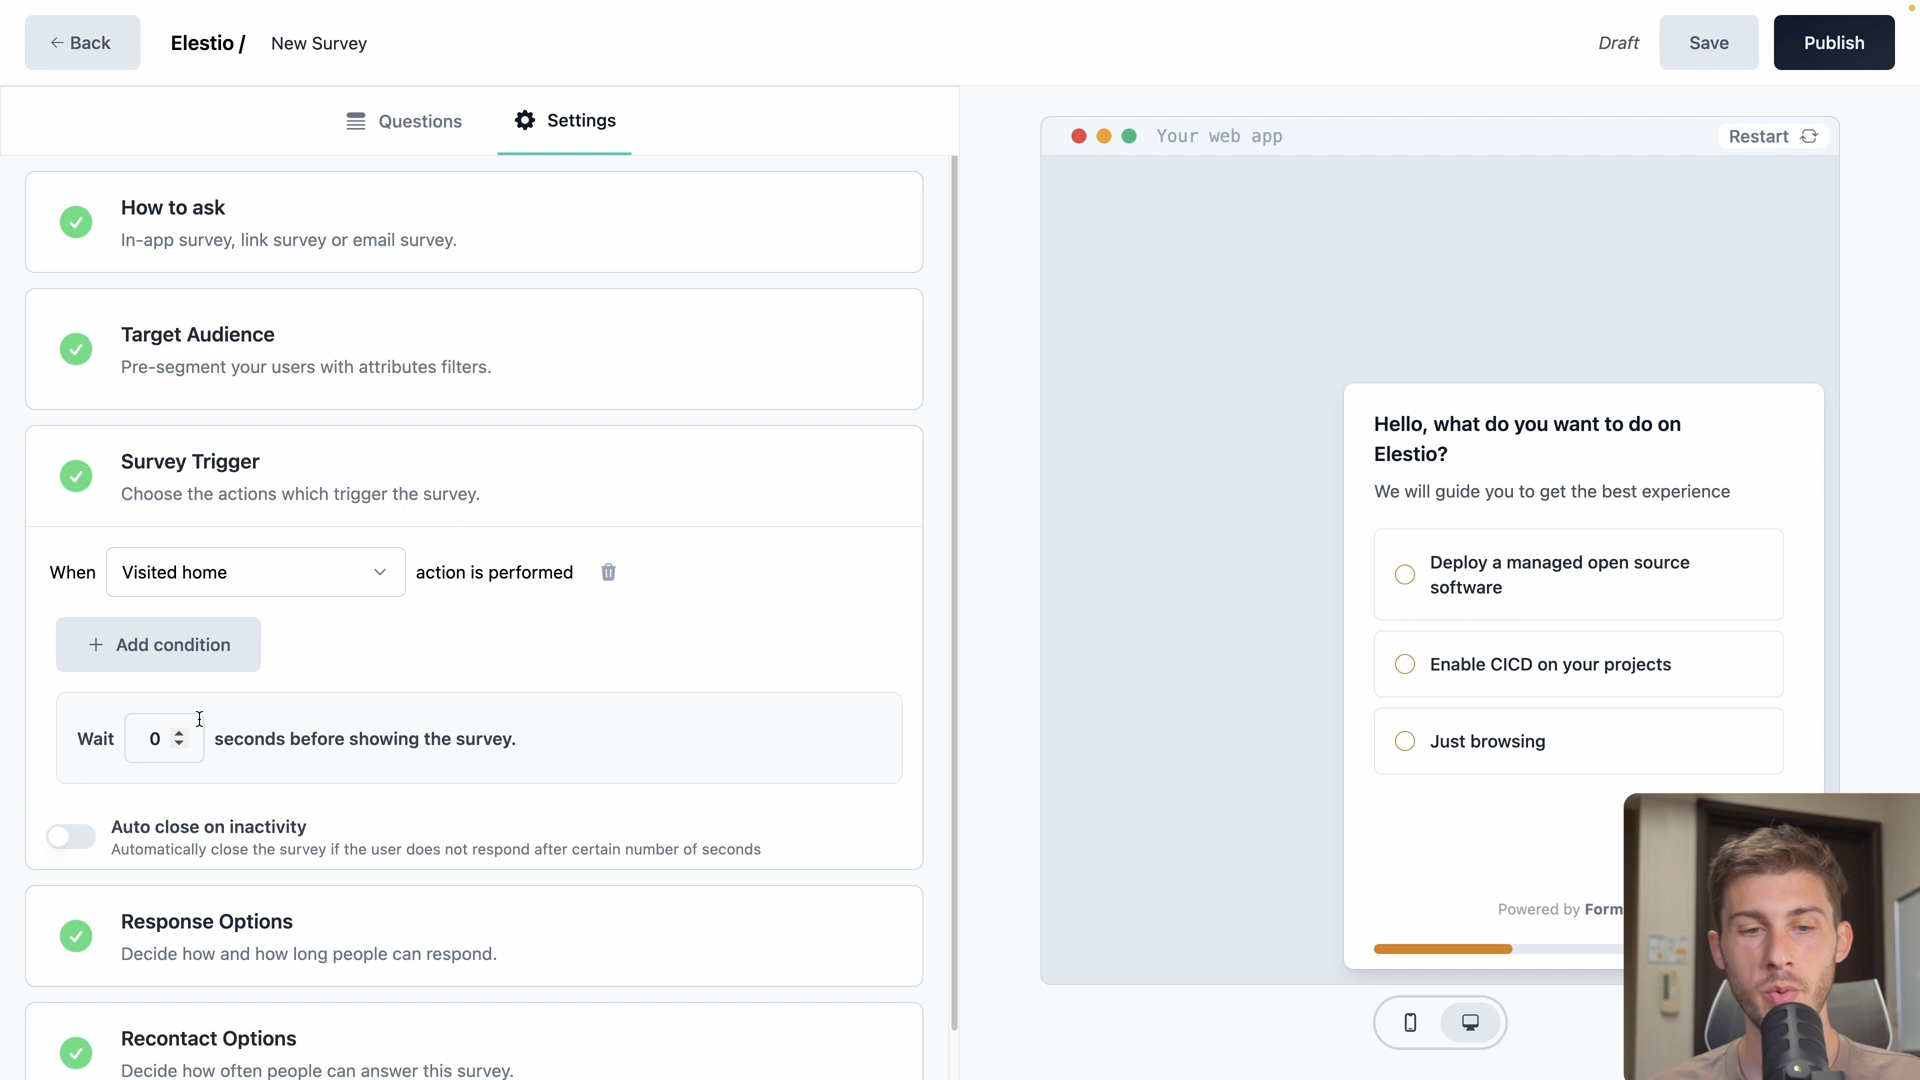 ← Back
Elestio /
New Survey
Draft
Save
Publish
Questions
Settings
How to ask
In-app survey, link survey or email survey.
Target Audience
Pre-segment your users with attributes filters.
Survey Trigger
Choose the actions which trigger the survey.
When
Visited home
action is performed
+ Add condition
Wait
0
seconds before showing the survey.
Auto close on inactivity
Automatically close the survey if the user does not respond after certain number of seconds
Response Options
Decide how and how long people can respond.
Recontact Options
Decide how often people can answer this survey.
Your web app
Restart
Hello, what do you want to do on
Elestio?
We will guide you to get the best experience
Deploy a managed open source
software
Enable CICD on your projects
Just browsing
Powered by Form